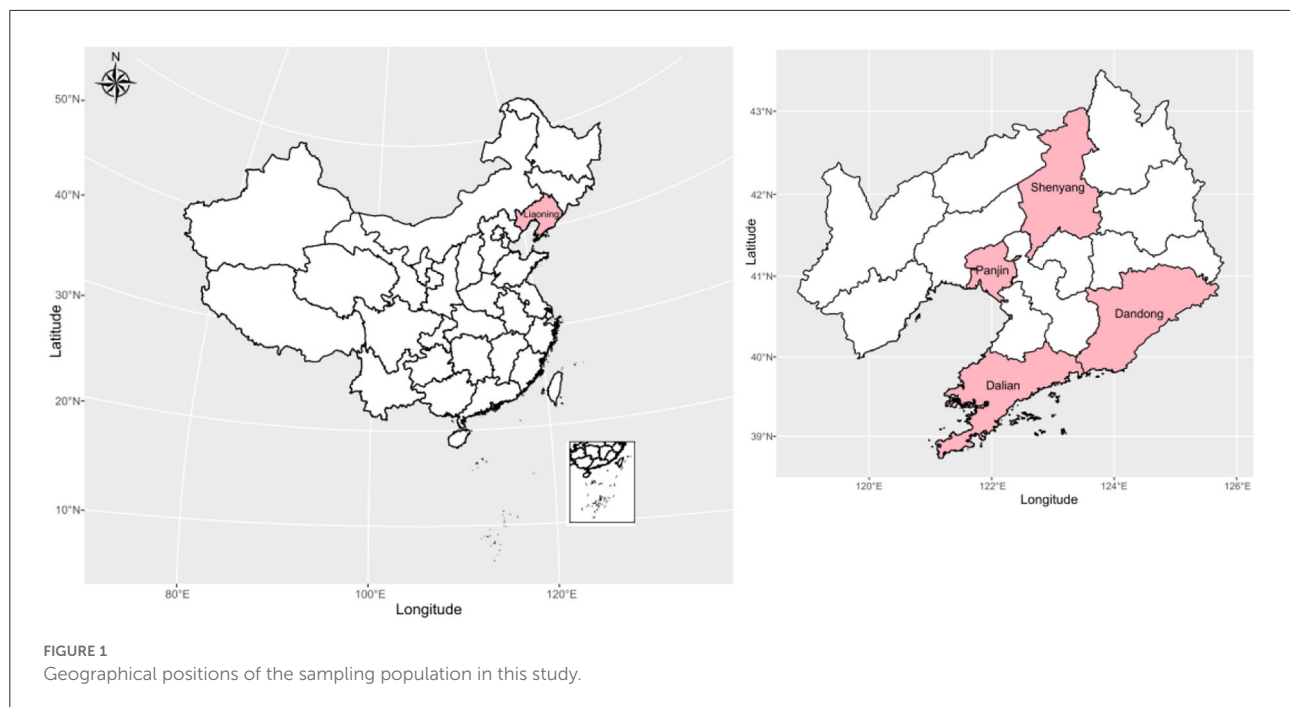 N
50°N
40°N
30°N
20°N
10°N
Latitude
80°E
100°E
120°E
Longitude
Liaoning
43°N
42°N
41°N
40°N
39°N
Latitude
Shenyang
Panjin
Dandong
Dalian
120°E
122°E
124°E
126°E
Longitude
FIGURE 1
Geographical positions of the sampling population in this study.